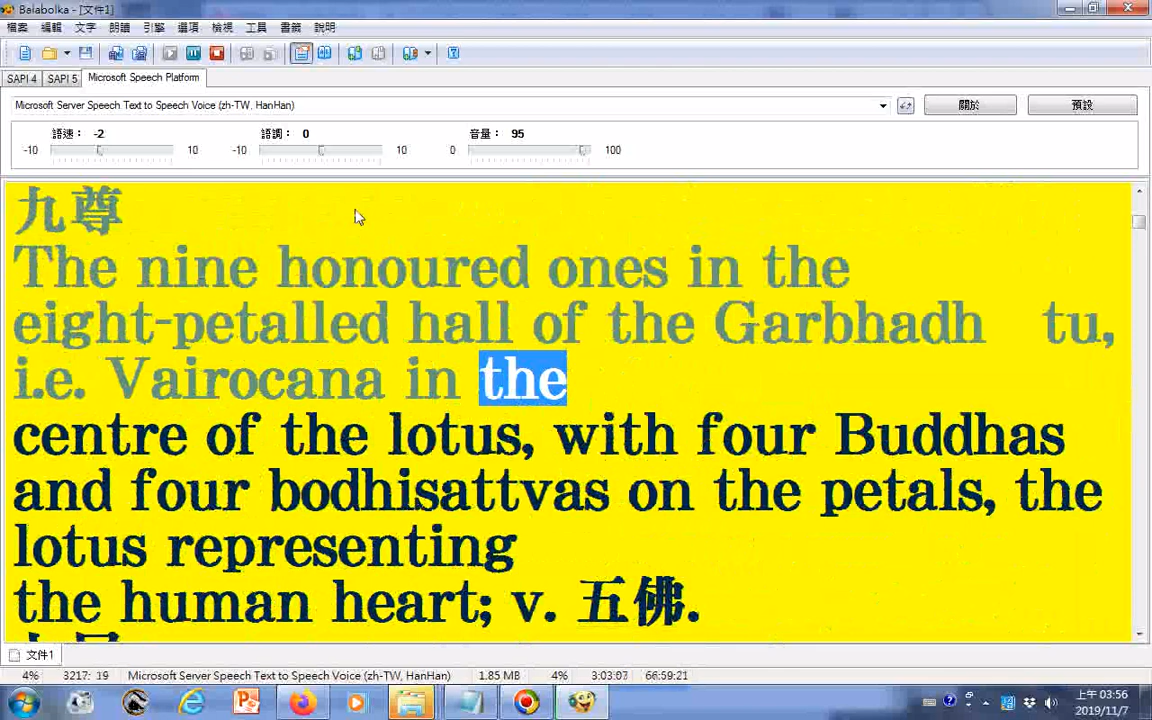 Balabolka - [文件1]
檔案 編輯 文字 朗讀 引擎 選項 檢視 工具 書籤 說明
SAPI 4 SAPI 5 Microsoft Speech Platform
Microsoft Server Speech Text to Speech Voice (zh-TW, HanHan) 關於 預設
語速: -2 語調: 0 音量: 95
-10 10 -10 10 0 100
九尊
The nine honoured ones in the
eight-petalled hall of the Garbhadh tu,
i.e. Vairocana in the
centre of the lotus, with four Buddhas
and four bodhisattvas on the petals, the
lotus representing
the human heart; v. 五佛.
文件1
4% 3217: 19 Microsoft Server Speech Text to Speech Voice (zh-TW, HanHan) 1.85 MB 4% 3:03:07 66:59:21
上午 03:56
2019/11/7